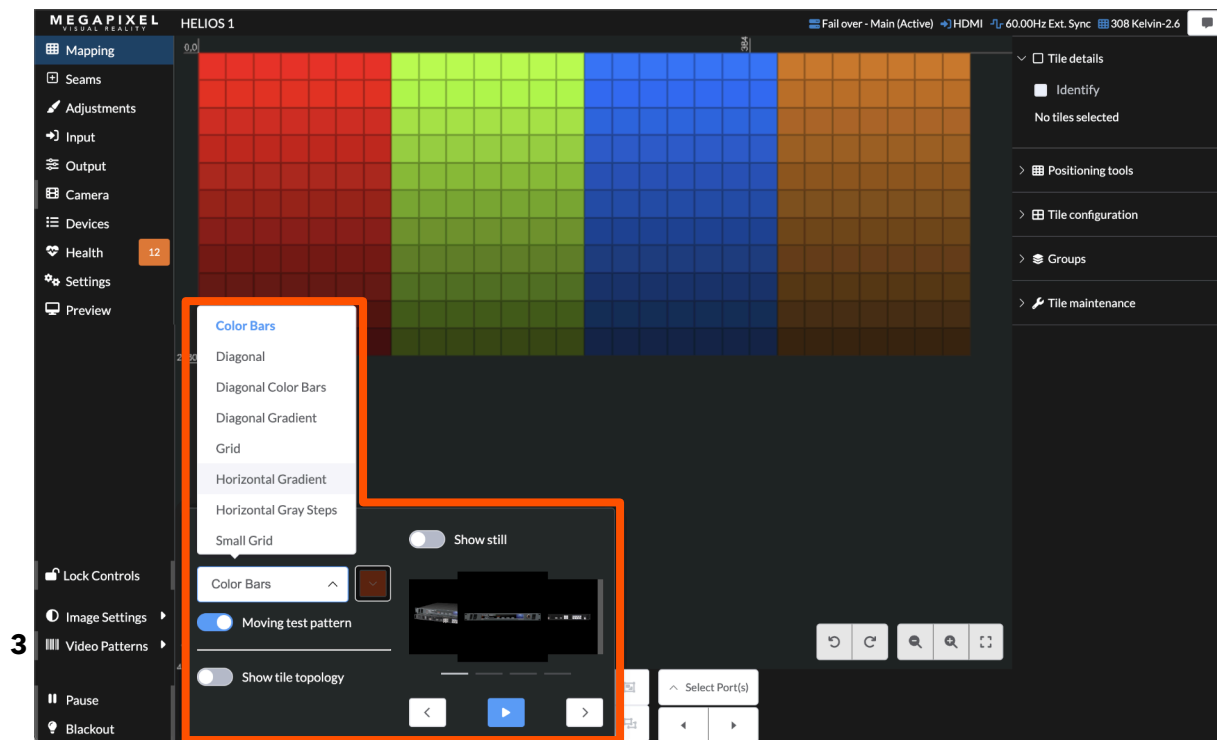 MEGAPIXEL
VISUAL REALITY
HELIOS 1
Fail over - Main (Active) HDMI 60.00Hz Ext. Sync 308 Kelvin-2.6
Mapping
Seams
Adjustments
Input
Output
Camera
Devices
Health 12
Settings
Preview
Lock Controls
Image Settings
3 Video Patterns
Pause
Blackout
0,0
384
Color Bars
Diagonal
Diagonal Color Bars
Diagonal Gradient
Grid
Horizontal Gradient
Horizontal Gray Steps
Small Grid
Color Bars
Moving test pattern
Show tile topology
Show still
Select Port(s)
Tile details
Identify
No tiles selected
Positioning tools
Tile configuration
Groups
Tile maintenance